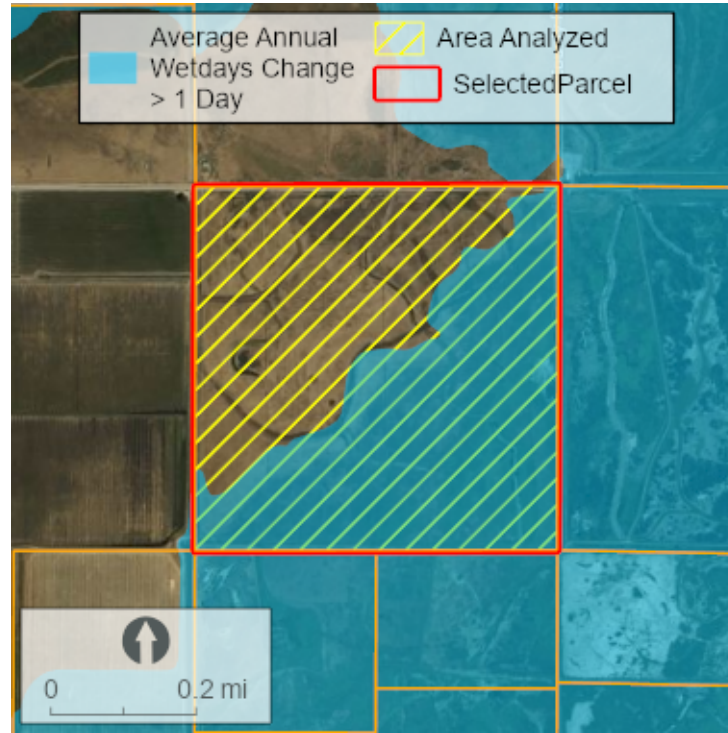 Average Annual
Wetdays Change
> 1 Day
Area Analyzed
SelectedParcel
0 0.2 mi